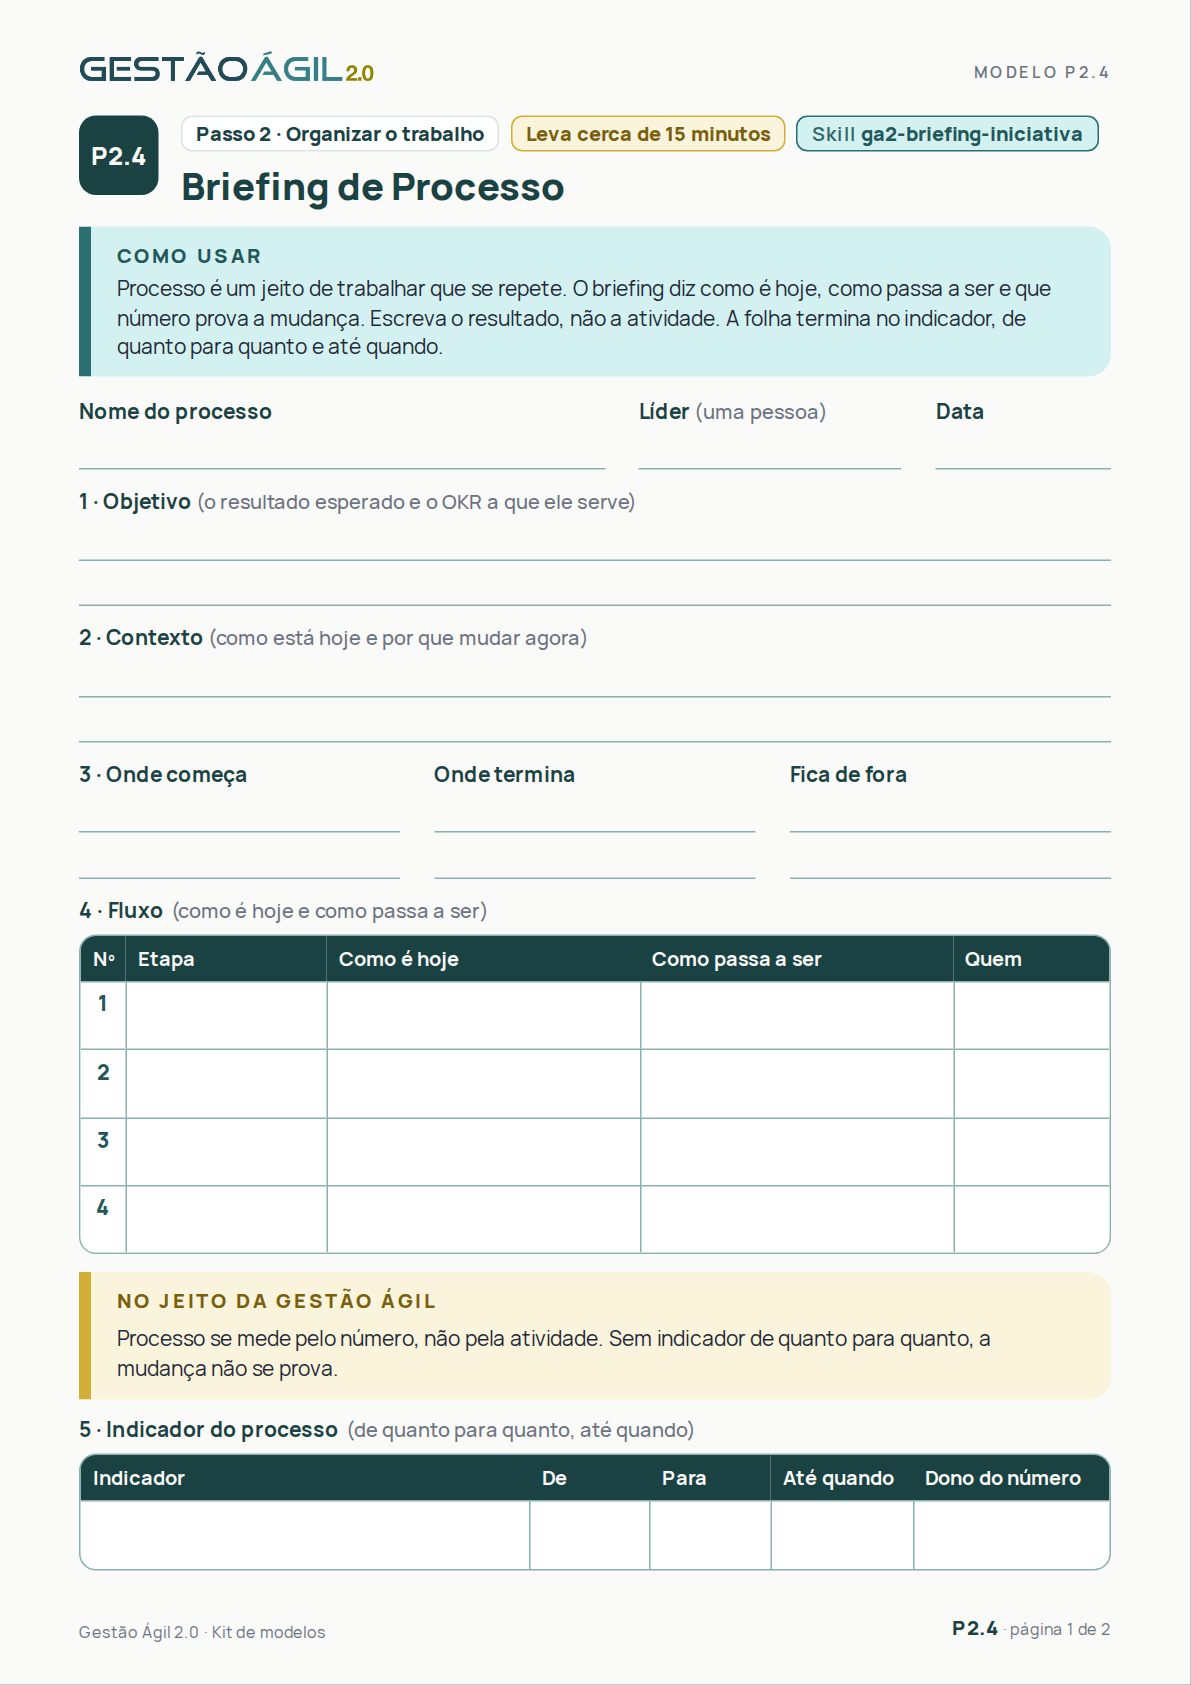 GESTÃOÁGIL2.0
MODELO P2.4
P2.4
Passo 2 · Organizar o trabalho
Leva cerca de 15 minutos
Skill ga2-briefing-iniciativa
Briefing de Processo
COMO USAR
Processo é um jeito de trabalhar que se repete. O briefing diz como é hoje, como passa a ser e que
número prova a mudança. Escreva o resultado, não a atividade. A folha termina no indicador, de
quanto para quanto e até quando.
Nome do processo
Líder (uma pessoa)
Data
1 · Objetivo (o resultado esperado e o OKR a que ele serve)
2 · Contexto (como está hoje e por que mudar agora)
3 · Onde começa
Onde termina
Fica de fora
4 · Fluxo (como é hoje e como passa a ser)
Nº Etapa Como é hoje Como passa a ser Quem
1
2
3
4
NO JEITO DA GESTÃO ÁGIL
Processo se mede pelo número, não pela atividade. Sem indicador de quanto para quanto, a
mudança não se prova.
5 · Indicador do processo (de quanto para quanto, até quando)
Indicador De Para Até quando Dono do número
Gestão Ágil 2.0 · Kit de modelos
P2.4 · página 1 de 2